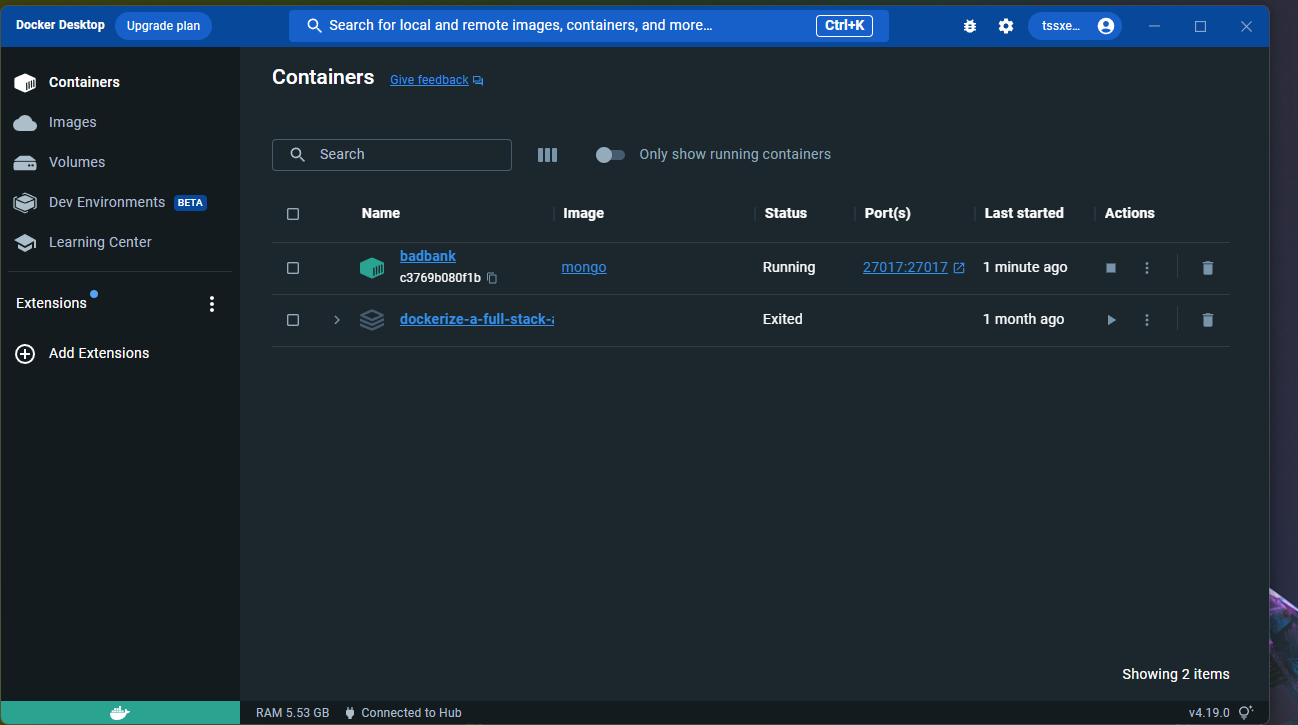 Docker Desktop Upgrade plan Search for local and remote images, containers, and more... Ctrl+K tssxe...
Containers
Images
Volumes
Dev Environments BETA
Learning Center
Extensions
Add Extensions
Containers Give feedback
Search Only show running containers
Name Image Status Port(s) Last started Actions
badbank mongo Running 27017:27017 1 minute ago
c3769b080f1b
dockerize-a-full-stack- Exited 1 month ago
Showing 2 items
RAM 5.53 GB Connected to Hub v4.19.0